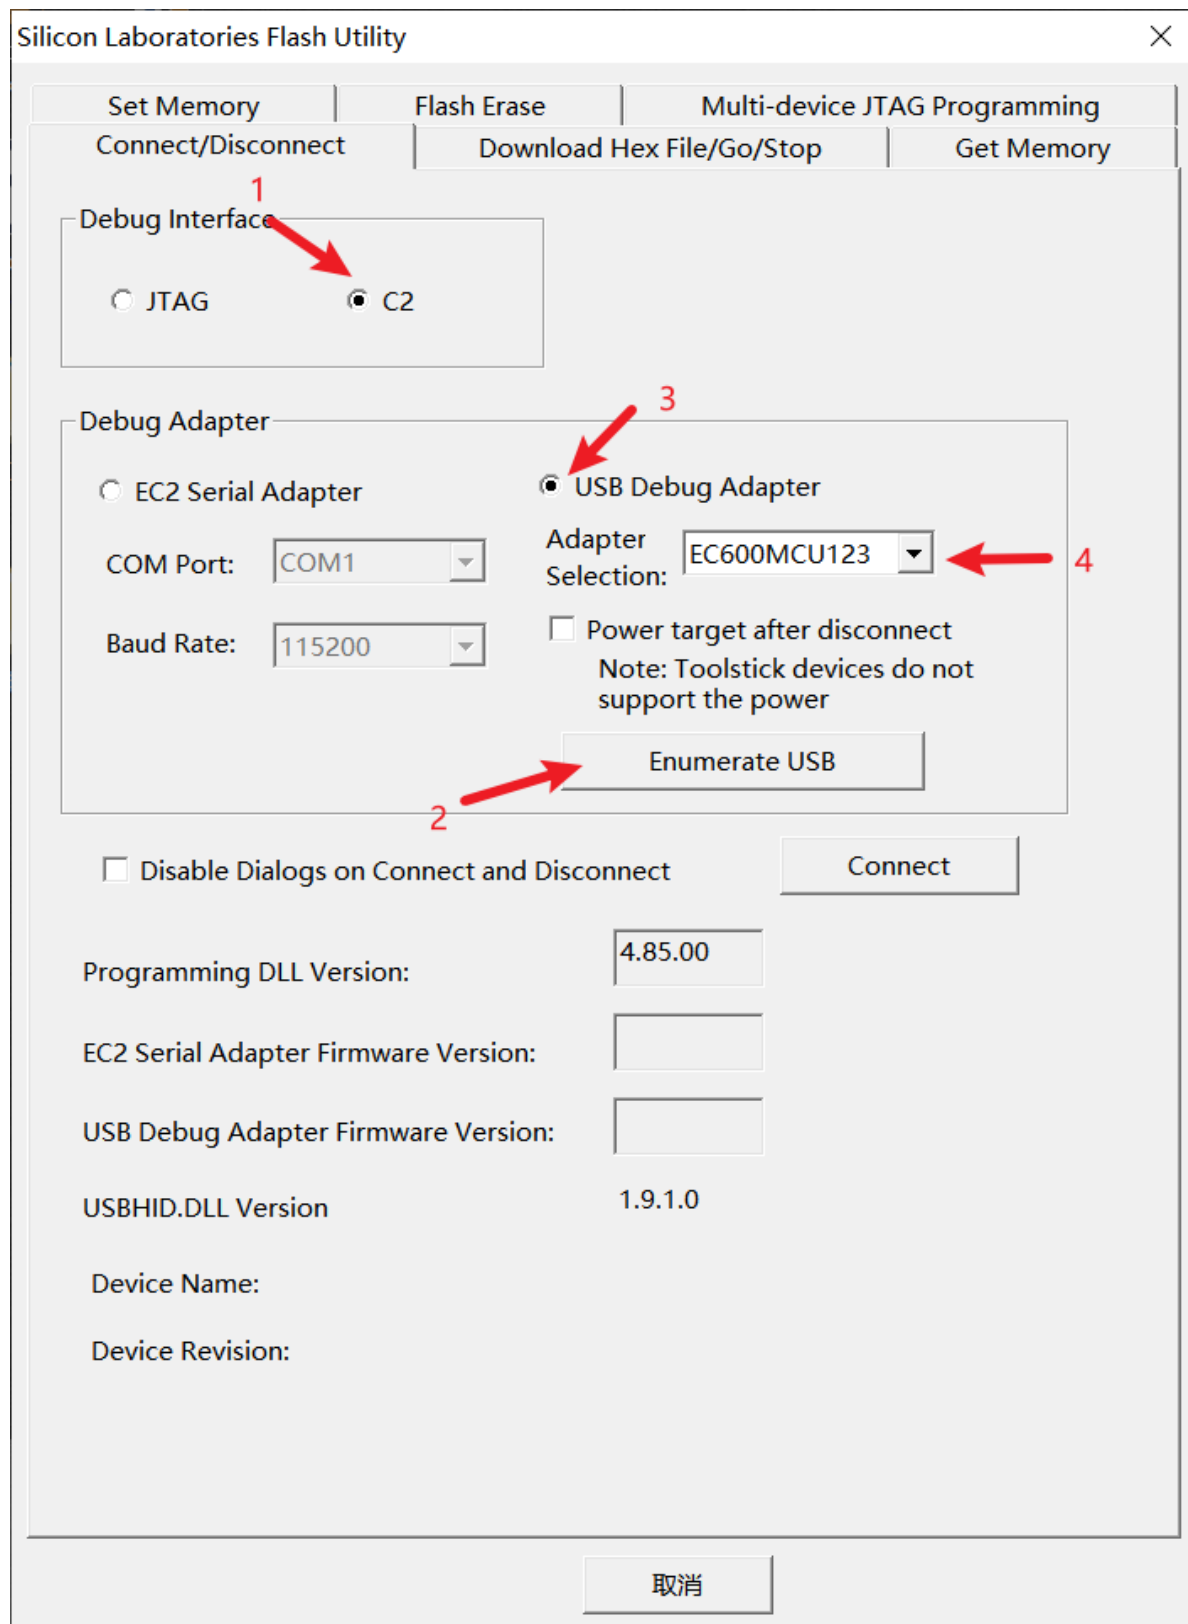 Silicon Laboratories Flash Utility
Set Memory
Flash Erase
Multi-device JTAG Programming
Connect/Disconnect
Download Hex File/Go/Stop
Get Memory
1
Debug Interface
JTAG
C2
3
Debug Adapter
EC2 Serial Adapter
USB Debug Adapter
COM Port:
COM1
Adapter
Selection:
EC600MCU123
4
Baud Rate:
115200
Power target after disconnect
Note: Toolstick devices do not
support the power
Enumerate USB
2
Disable Dialogs on Connect and Disconnect
Connect
Programming DLL Version:
4.85.00
EC2 Serial Adapter Firmware Version:
USB Debug Adapter Firmware Version:
USBHID.DLL Version
1.9.1.0
Device Name:
Device Revision:
取消